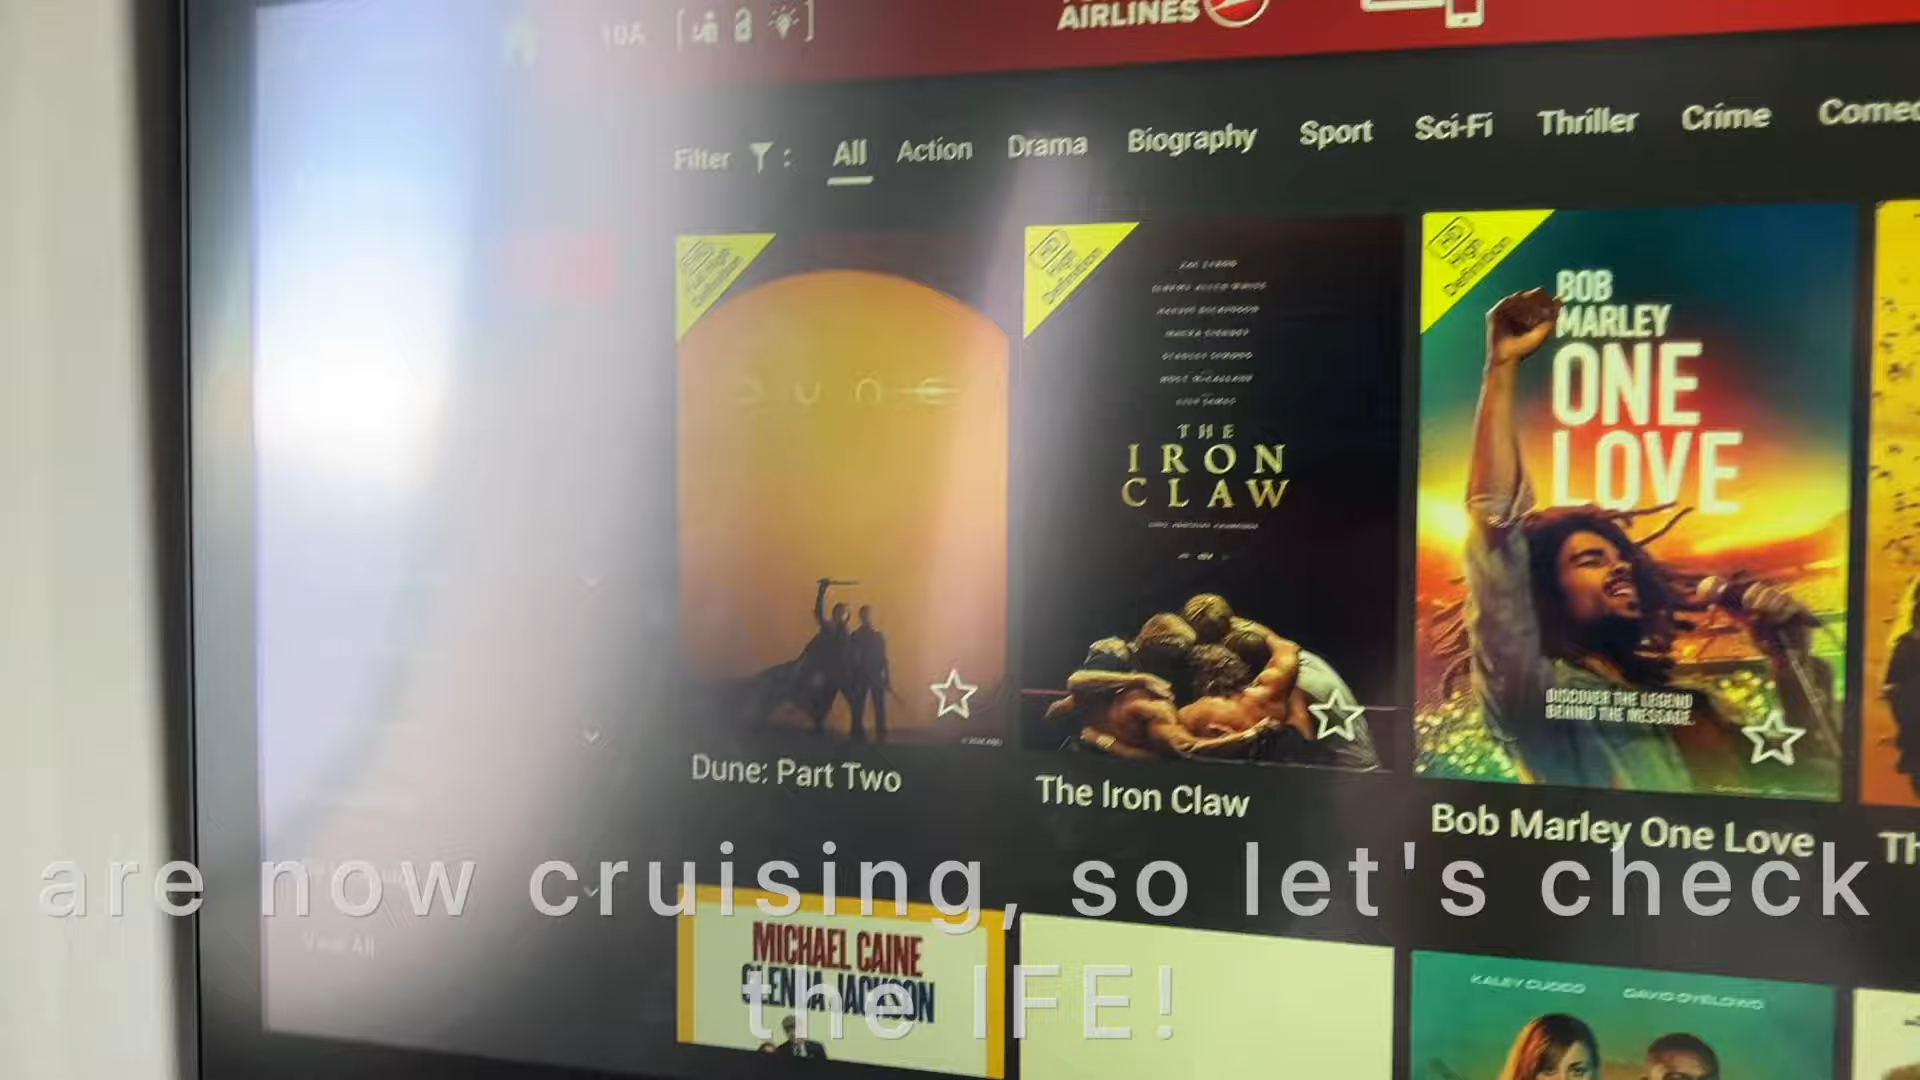 10A
AIRLINES
Filter : All Action Drama Biography Sport Sci-Fi Thriller Crime
HD High Definition
HD High Definition
DUNE
THE
IRON
CLAW
BOB
MARLEY
ONE
LOVE
DISCOVER THE LEGEND
BEHIND THE MESSAGE.
Dune: Part Two
The Iron Claw
Bob Marley One Love
are now cruising, so let's check
the IFE!
View All
MICHAEL CAINE
GLENDA JACKSON
KALEY CUOCO DAVID OYELOWO